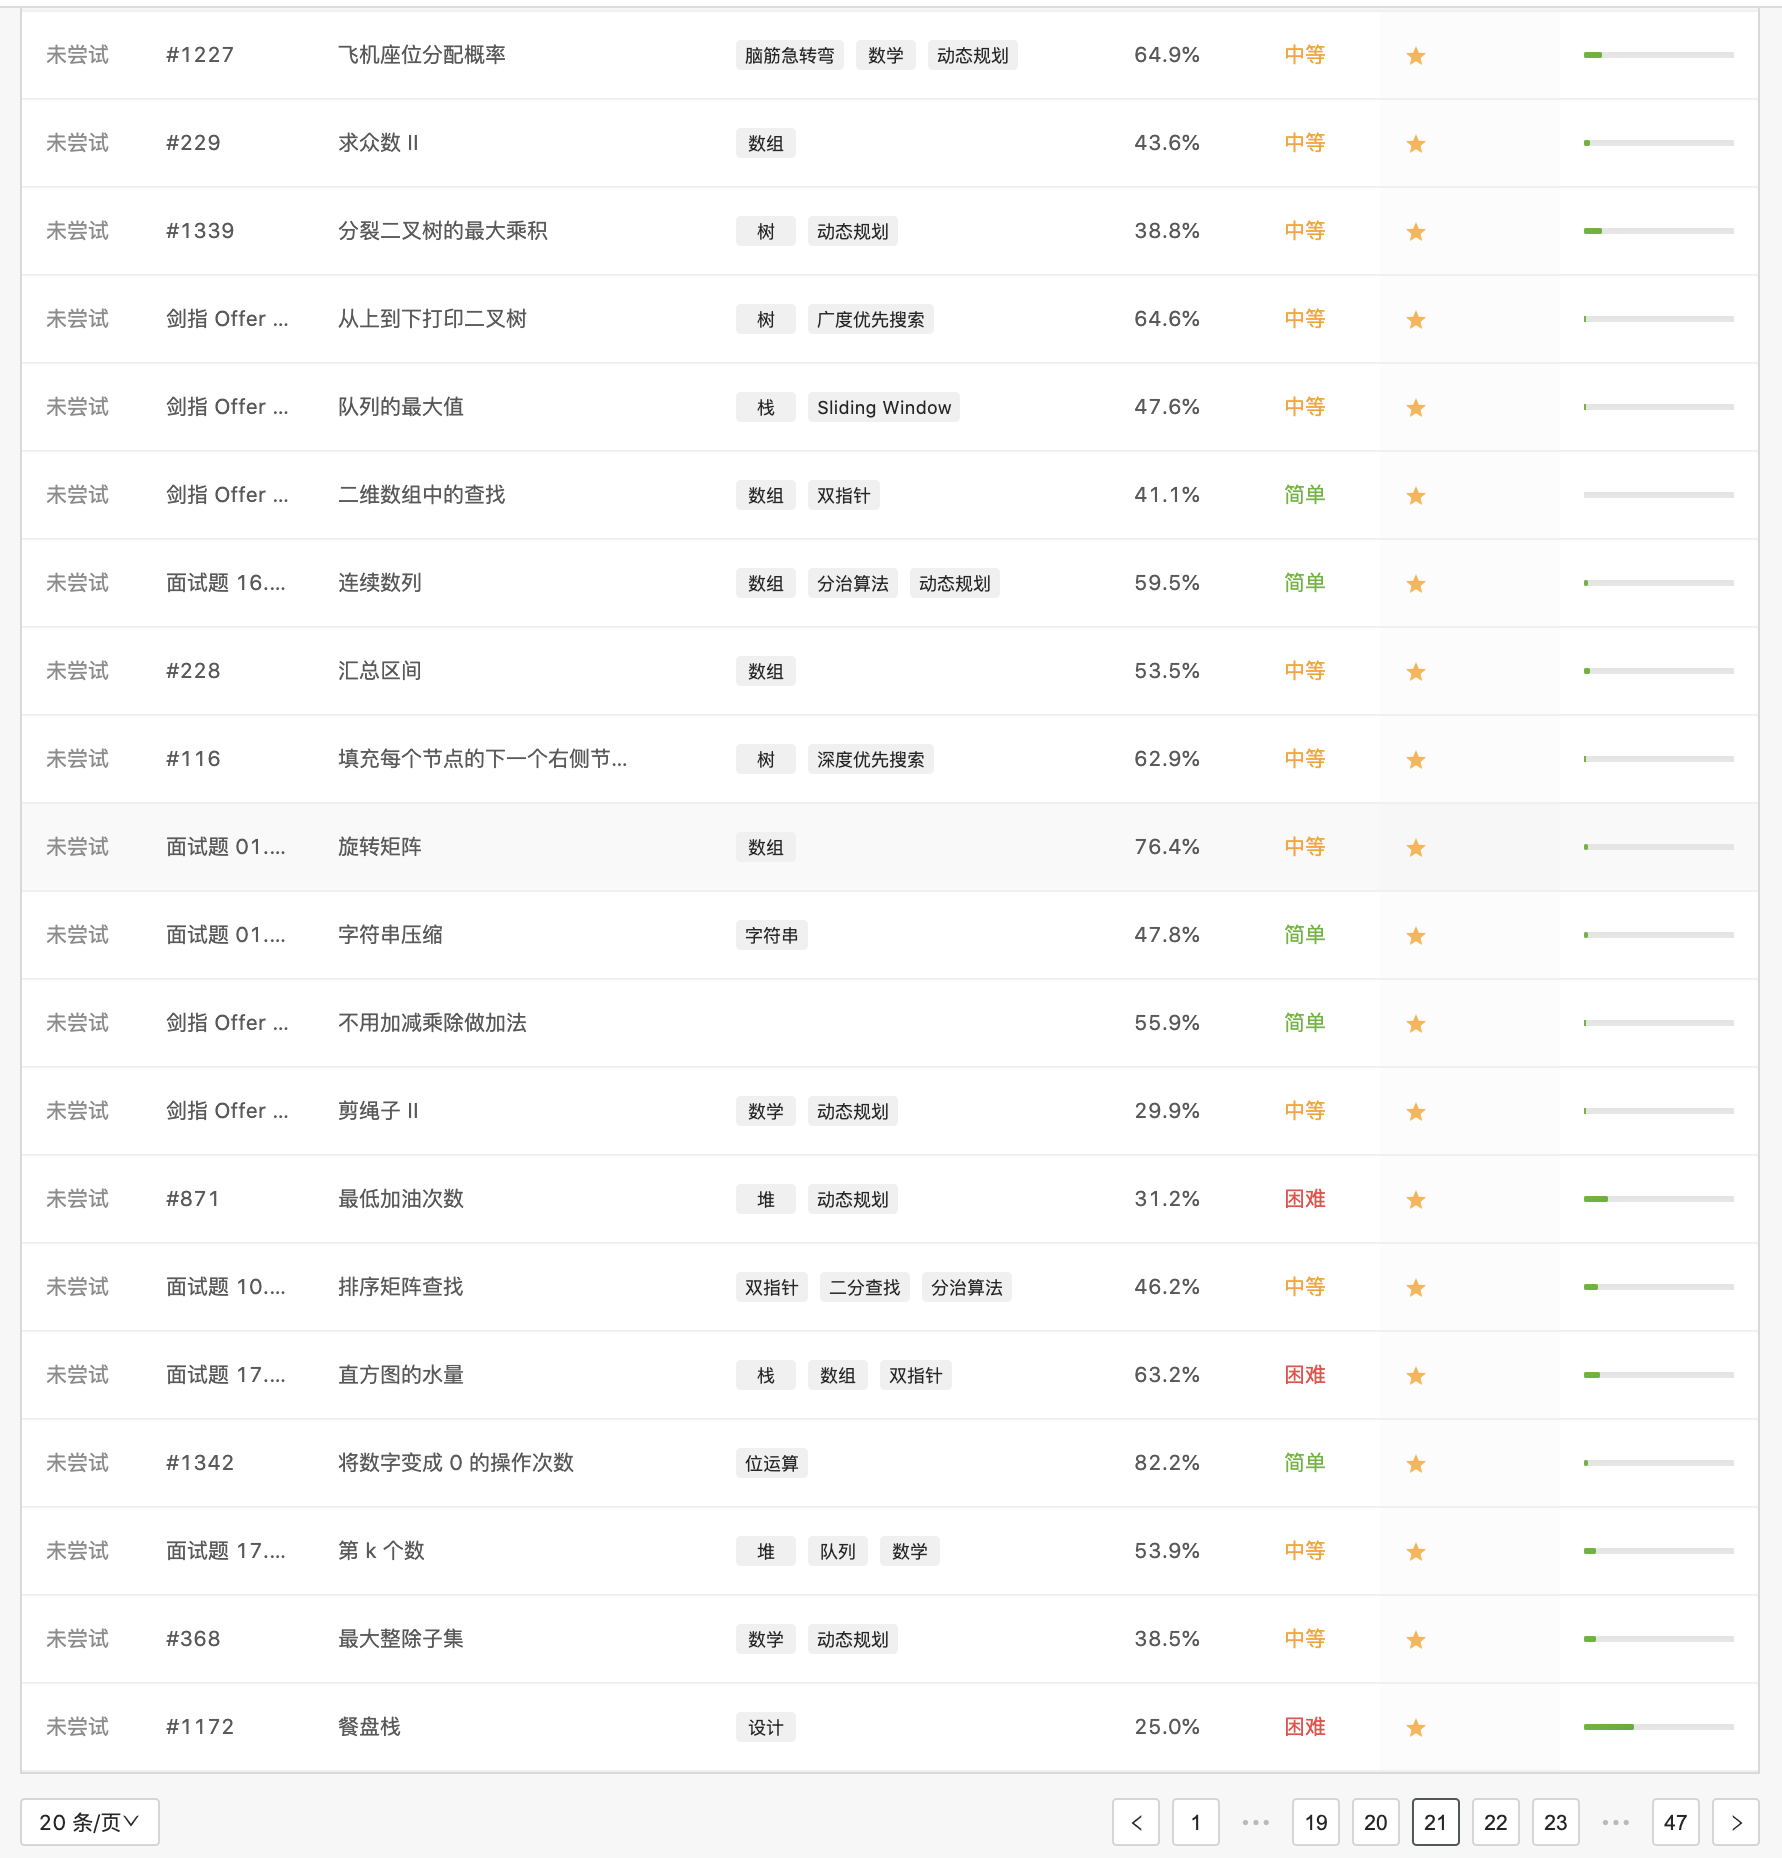 未尝试 #1227 飞机座位分配概率 脑筋急转弯 数学 动态规划 64.9% 中等
未尝试 #229 求众数 II 数组 43.6% 中等
未尝试 #1339 分裂二叉树的最大乘积 树 动态规划 38.8% 中等
未尝试 剑指 Offer ... 从上到下打印二叉树 树 广度优先搜索 64.6% 中等
未尝试 剑指 Offer ... 队列的最大值 栈 Sliding Window 47.6% 中等
未尝试 剑指 Offer ... 二维数组中的查找 数组 双指针 41.1% 简单
未尝试 面试题 16.... 连续数列 数组 分治算法 动态规划 59.5% 简单
未尝试 #228 汇总区间 数组 53.5% 中等
未尝试 #116 填充每个节点的下一个右侧节... 树 深度优先搜索 62.9% 中等
未尝试 面试题 01.... 旋转矩阵 数组 76.4% 中等
未尝试 面试题 01.... 字符串压缩 字符串 47.8% 简单
未尝试 剑指 Offer ... 不用加减乘除做加法 55.9% 简单
未尝试 剑指 Offer ... 剪绳子 II 数学 动态规划 29.9% 中等
未尝试 #871 最低加油次数 堆 动态规划 31.2% 困难
未尝试 面试题 10.... 排序矩阵查找 双指针 二分查找 分治算法 46.2% 中等
未尝试 面试题 17.... 直方图的水量 栈 数组 双指针 63.2% 困难
未尝试 #1342 将数字变成 0 的操作次数 位运算 82.2% 简单
未尝试 面试题 17.... 第 k 个数 堆 队列 数学 53.9% 中等
未尝试 #368 最大整除子集 数学 动态规划 38.5% 中等
未尝试 #1172 餐盘栈 设计 25.0% 困难
20 条/页 < 1 ••• 19 20 21 22 23 ••• 47 >